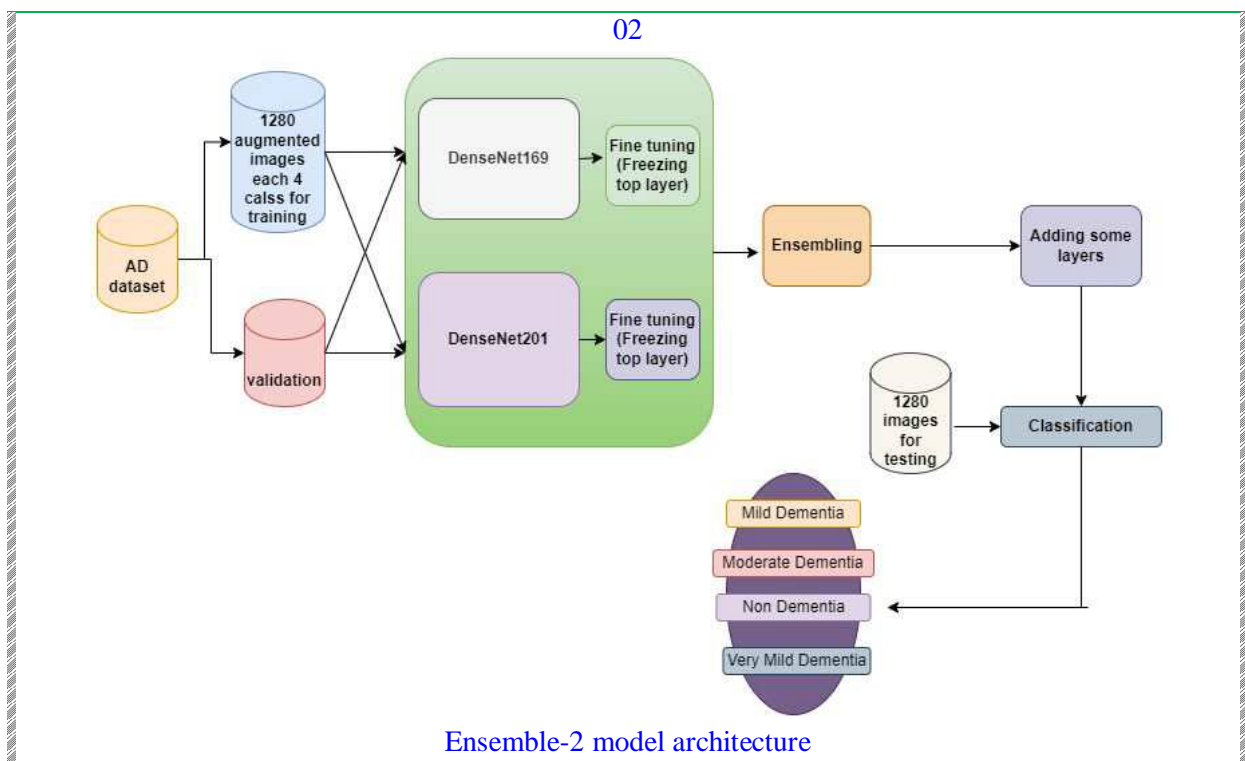 02
1280
augmented
images
each 4
calss for
training
AD
dataset
validation
DenseNet169
Fine tuning
(Freezing
top layer)
DenseNet201
Fine tuning
(Freezing
top layer)
Ensembling
Adding some
layers
1280
images
for
testing
Classification
Mild Dementia
Moderate Dementia
Non Dementia
Very Mild Dementia
Ensemble-2 model architecture